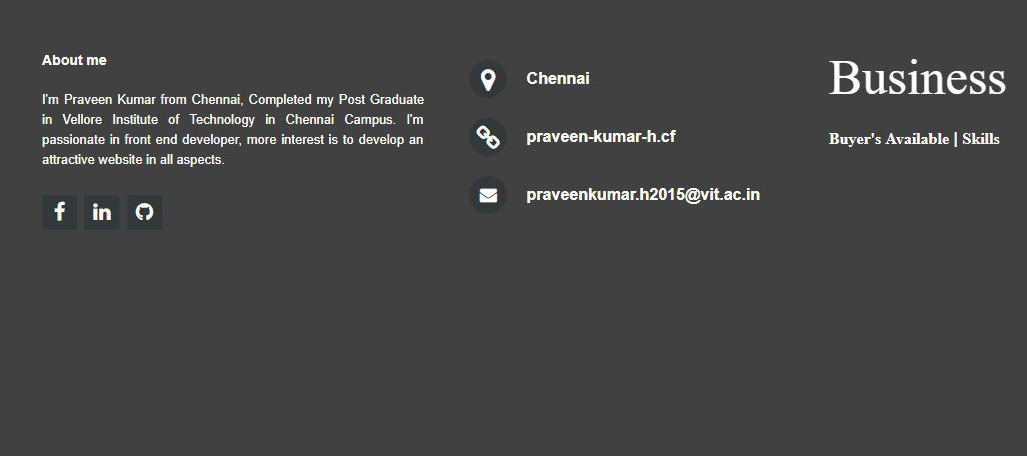 About me
I'm Praveen Kumar from Chennai, Completed my Post Graduate
in Vellore Institute of Technology in Chennai Campus. I'm
passionate in front end developer, more interest is to develop an
attractive website in all aspects.
Chennai
praveen-kumar-h.cf
praveenkumar.h2015@vit.ac.in
Business
Buyer's Available | Skills